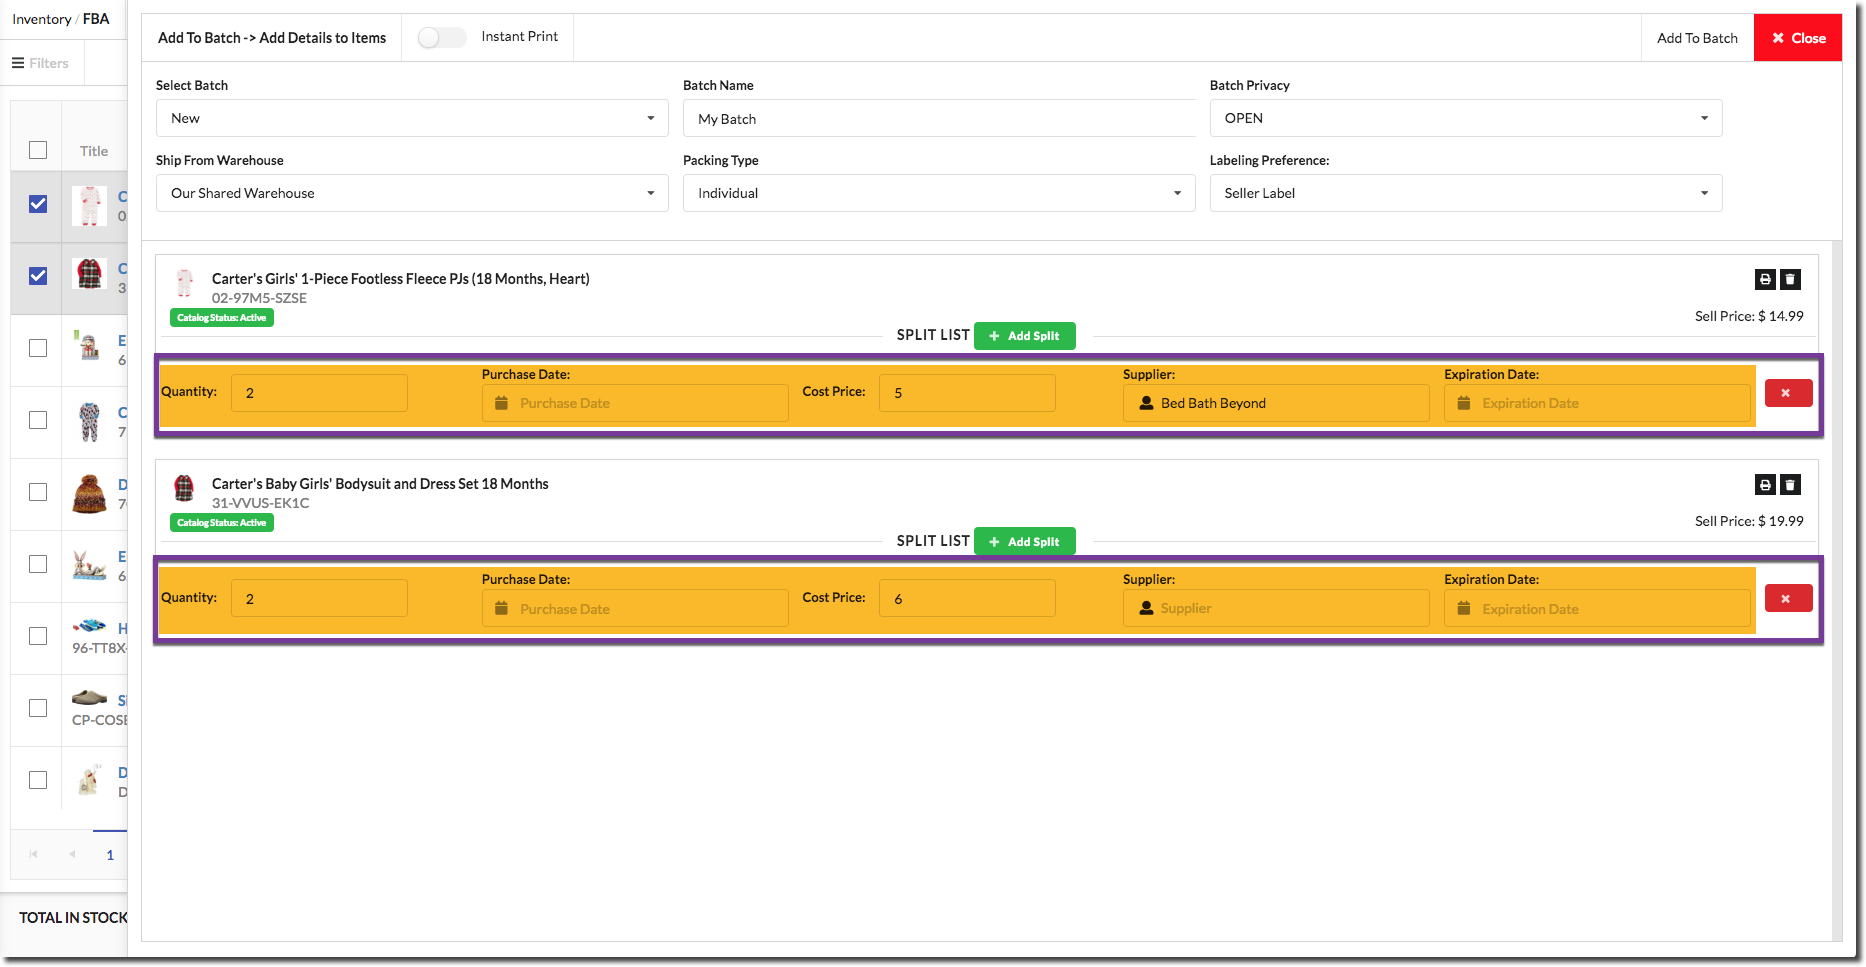 Inventory / FBA
Filters
Title
C
0
C
3
E
6
C
7
D
7
E
6
H
96-TT8X-
Si
CP-COSE
D
D
1
TOTAL IN STOCK
Add To Batch -> Add Details to Items
Instant Print
Add To Batch
Close
Select Batch
Batch Name
Batch Privacy
New
My Batch
OPEN
Ship From Warehouse
Packing Type
Labeling Preference:
Our Shared Warehouse
Individual
Seller Label
Carter's Girls' 1-Piece Footless Fleece PJs (18 Months, Heart)
02-97M5-SZSE
Catalog Status: Active
Sell Price: $ 14.99
SPLIT LIST
Add Split
Quantity:
2
Purchase Date:
Purchase Date
Cost Price:
5
Supplier:
Bed Bath Beyond
Expiration Date:
Expiration Date
Carter's Baby Girls' Bodysuit and Dress Set 18 Months
31-VVUS-EK1C
Catalog Status: Active
Sell Price: $ 19.99
SPLIT LIST
Add Split
Quantity:
2
Purchase Date:
Purchase Date
Cost Price:
6
Supplier:
Supplier
Expiration Date:
Expiration Date